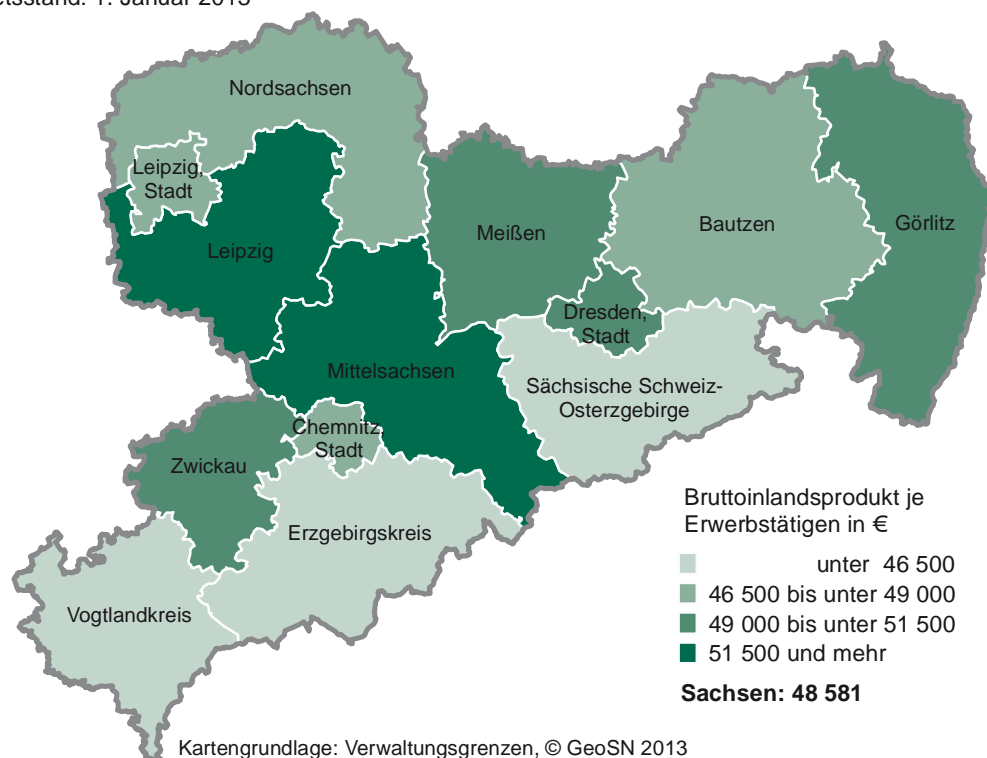 Nordsachsen
Leipzig,
Stadt
Leipzig
Meißen
Bautzen
Görlitz
Dresden,
Stadt
Mittelsachsen
Sächsische Schweiz-
Osterzgebirge
Chemnitz,
Stadt
Zwickau
Erzgebirgskreis
Vogtlandkreis
Bruttoinlandsprodukt je
Erwerbstätigen in €
unter 46 500
46 500 bis unter 49 000
49 000 bis unter 51 500
51 500 und mehr
Sachsen: 48 581
Kartengrundlage: Verwaltungsgrenzen, © GeoSN 2013